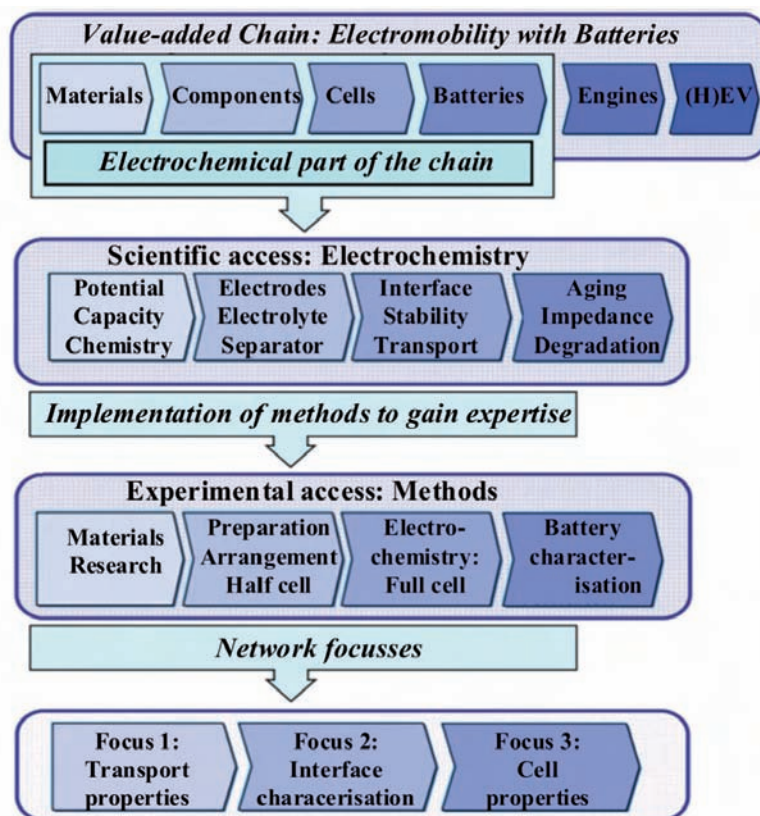 Value-added Chain: Electromobility with Batteries
Materials Components Cells Batteries Engines (H)EV
Electrochemical part of the chain
Scientific access: Electrochemistry
Potential
Capacity
Chemistry
Electrodes
Electrolyte
Separator
Interface
Stability
Transport
Aging
Impedance
Degradation
Implementation of methods to gain expertise
Experimental access: Methods
Materials
Research
Preparation
Arrangement
Half cell
Electro-
chemistry:
Full cell
Battery
character-
isation
Network focusses
Focus 1:
Transport
properties
Focus 2:
Interface
characerisation
Focus 3:
Cell
properties